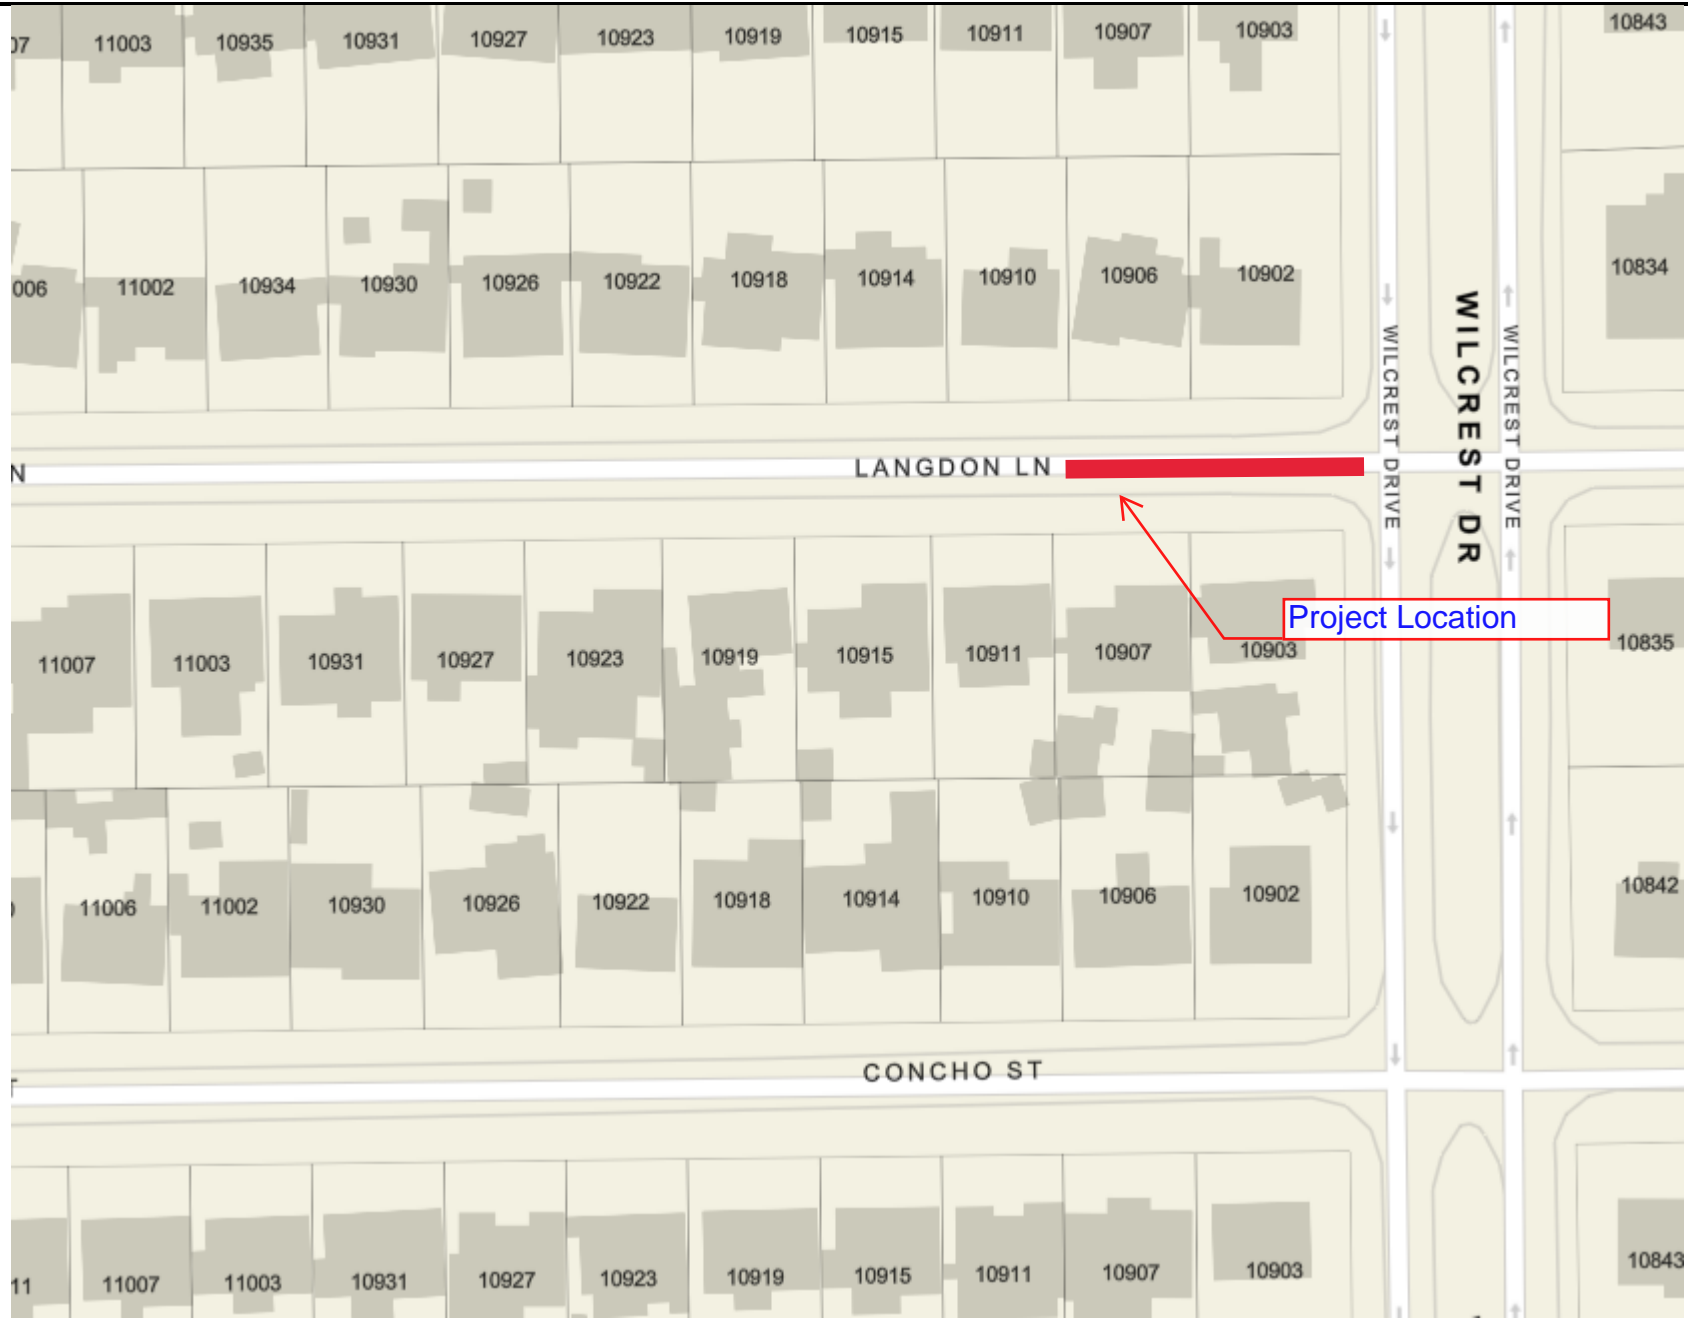 07 11003 10935 10931 10927 10923 10919 10915 10911 10907 10903 10843
006 11002 10934 10930 10926 10922 10918 10914 10910 10906 10902 10834
WILCREST DRIVE
WILCREST DR
WILCREST DRIVE
N
LANGDON LN
Project Location
11007 11003 10931 10927 10923 10919 10915 10911 10907 10903 10835
11006 11002 10930 10926 10922 10918 10914 10910 10906 10902 10842
CONCHO ST
11 11007 11003 10931 10927 10923 10919 10915 10911 10907 10903 10843